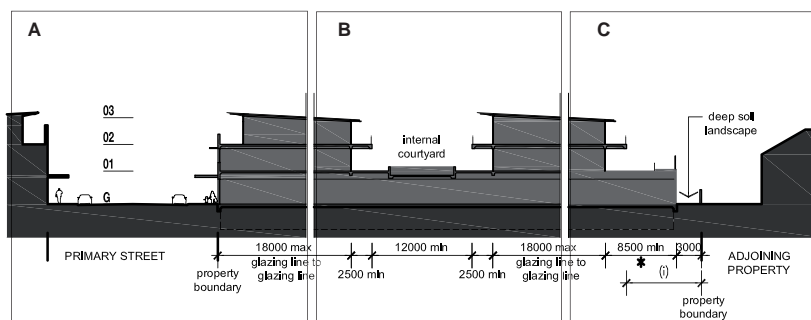 A
B
C
03
02
01
G
internal
courtyard
deep soil
landscape
PRIMARY STREET
property
boundary
18000 max
glazing line to
glazing line
2500 min
12000 min
2500 min
18000 max
glazing line to
glazing line
8500 min
*
3000
(i)
ADJOINING
PROPERTY
property
boundary